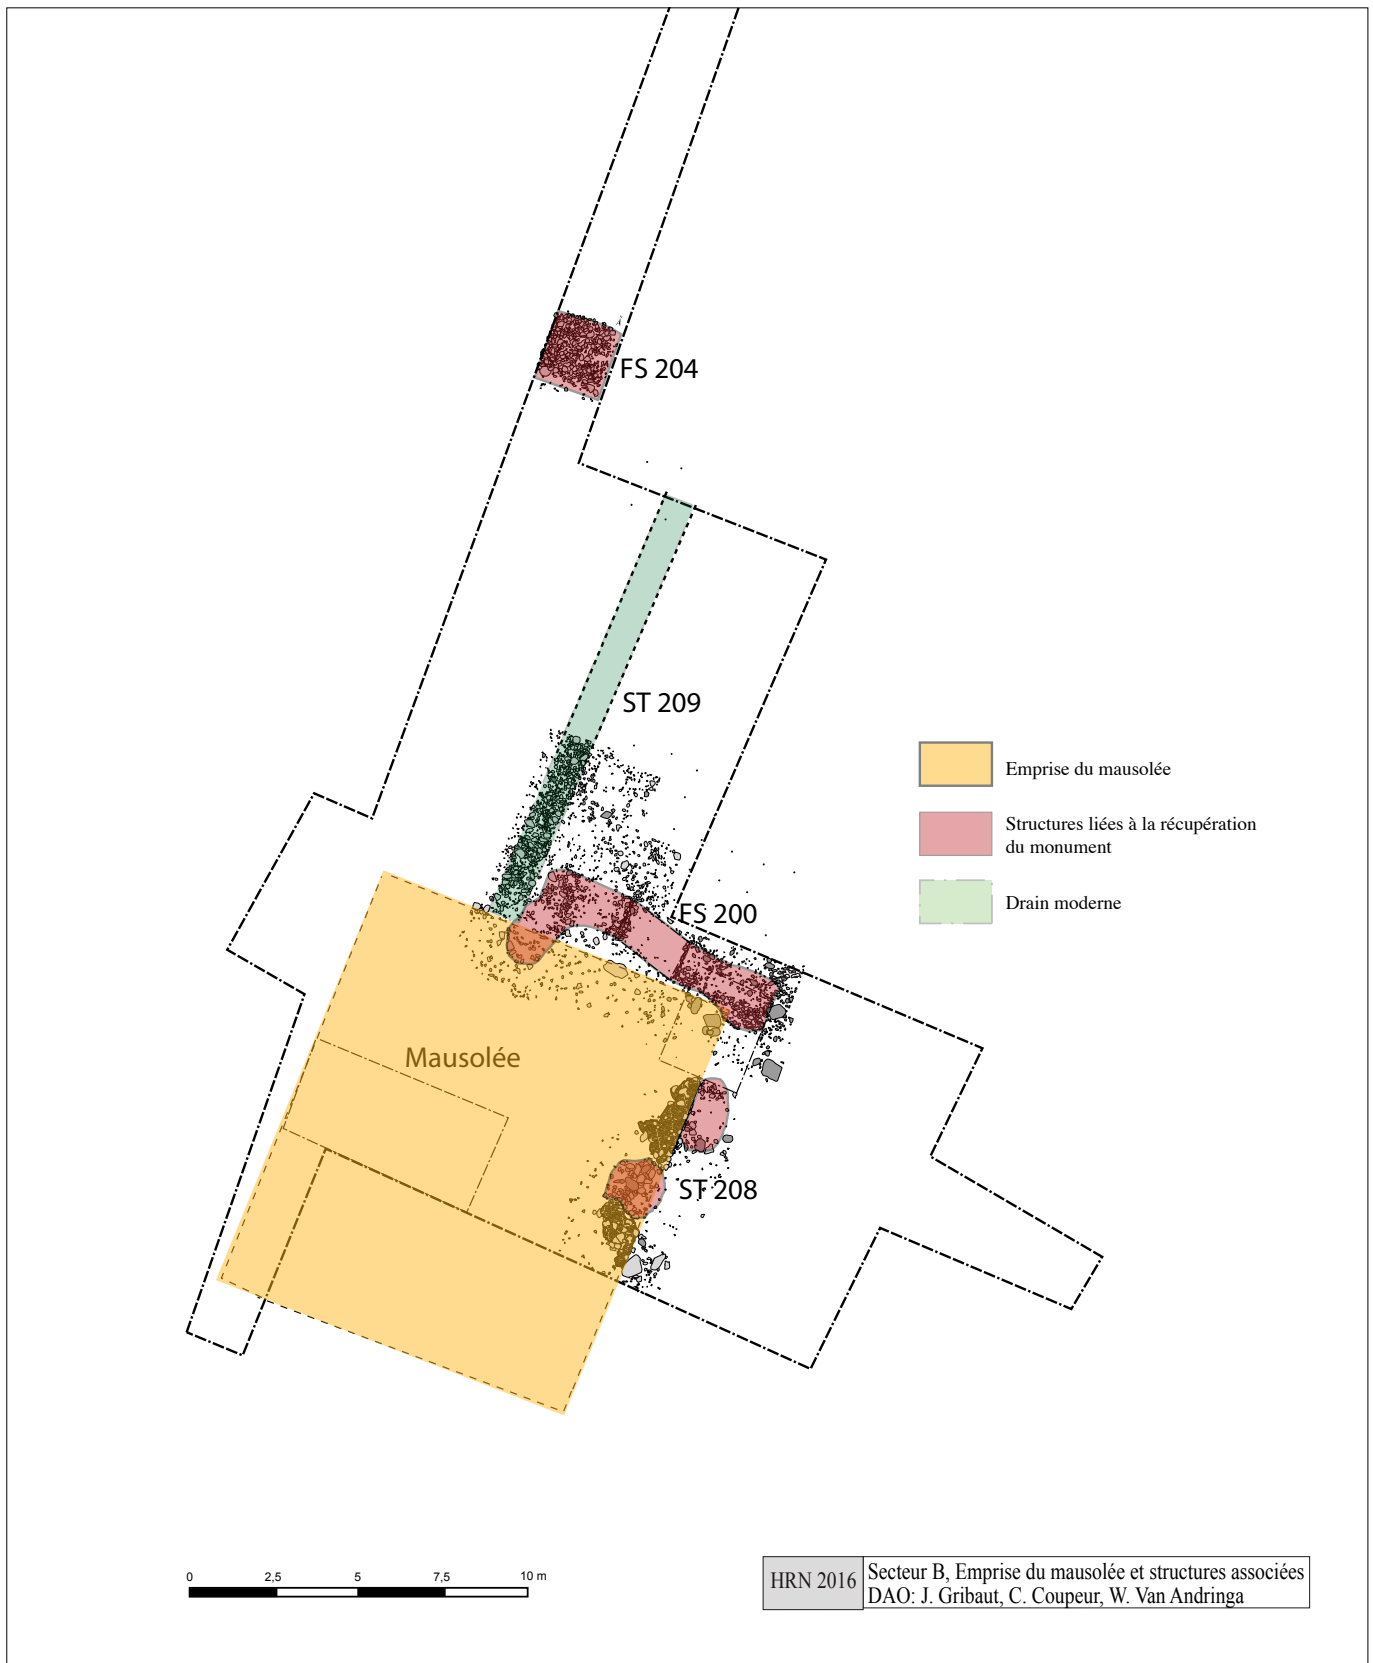 FS 204
ST 209
Emprise du mausolée
Structures liées à la récupération
du monument
Drain moderne
FS 200
Mausolée
ST 208
0 2,5 5 7,5 10 m
HRN 2016
Secteur B, Emprise du mausolée et structures associées
DAO: J. Gribaut, C. Coupeur, W. Van Andringa